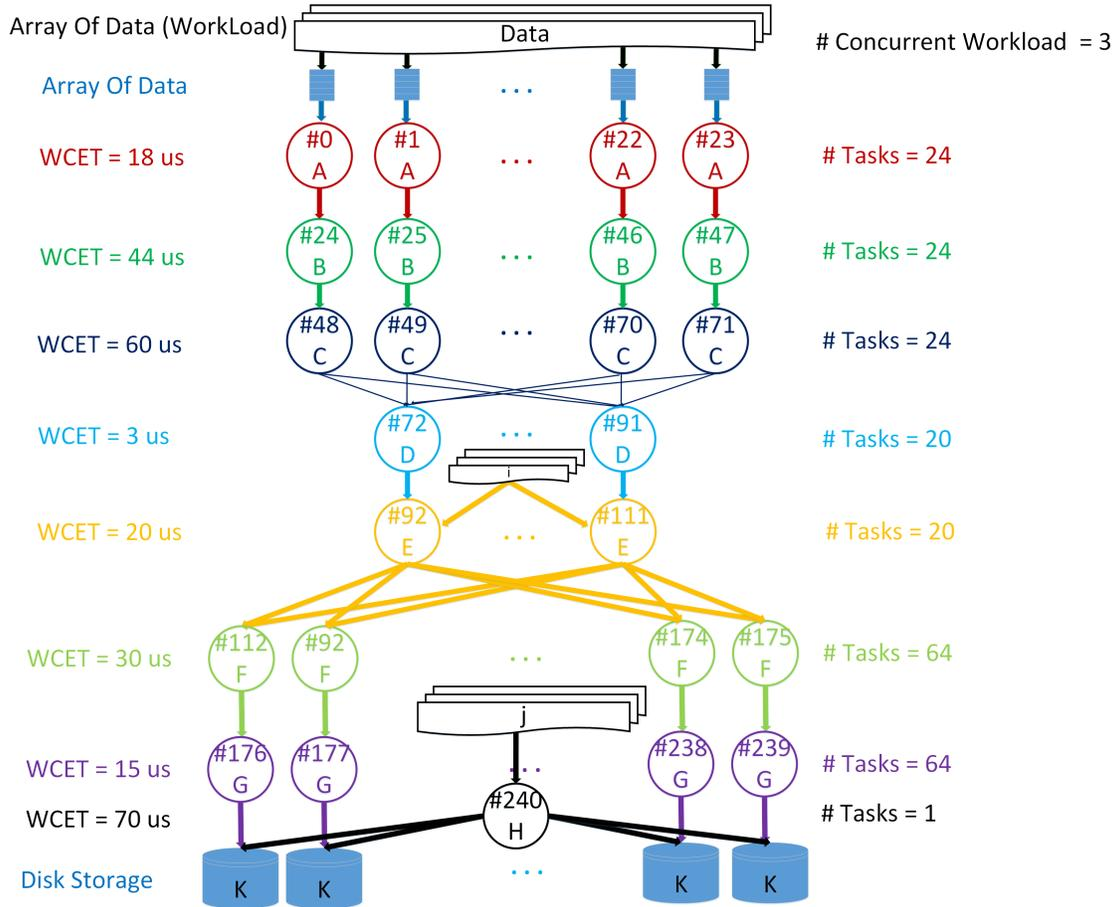 Array Of Data (WorkLoad)
Data
# Concurrent Workload = 3
Array Of Data
...
WCET = 18 us
#0 A
#1 A
...
#22 A
#23 A
# Tasks = 24
WCET = 44 us
#24 B
#25 B
...
#46 B
#47 B
# Tasks = 24
WCET = 60 us
#48 C
#49 C
...
#70 C
#71 C
# Tasks = 24
WCET = 3 us
#72 D
...
#91 D
# Tasks = 20
i
WCET = 20 us
#92 E
...
#111 E
# Tasks = 20
WCET = 30 us
#112 F
#92 F
...
#174 F
#175 F
# Tasks = 64
j
WCET = 15 us
#176 G
#177 G
...
#238 G
#239 G
# Tasks = 64
WCET = 70 us
#240 H
# Tasks = 1
Disk Storage
K
K
...
K
K